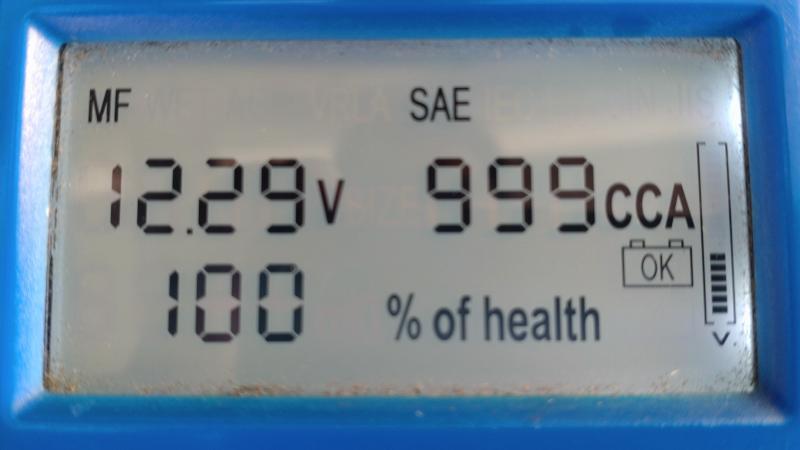 MF SAE
12.29V 999CCA
OK
100 % of health